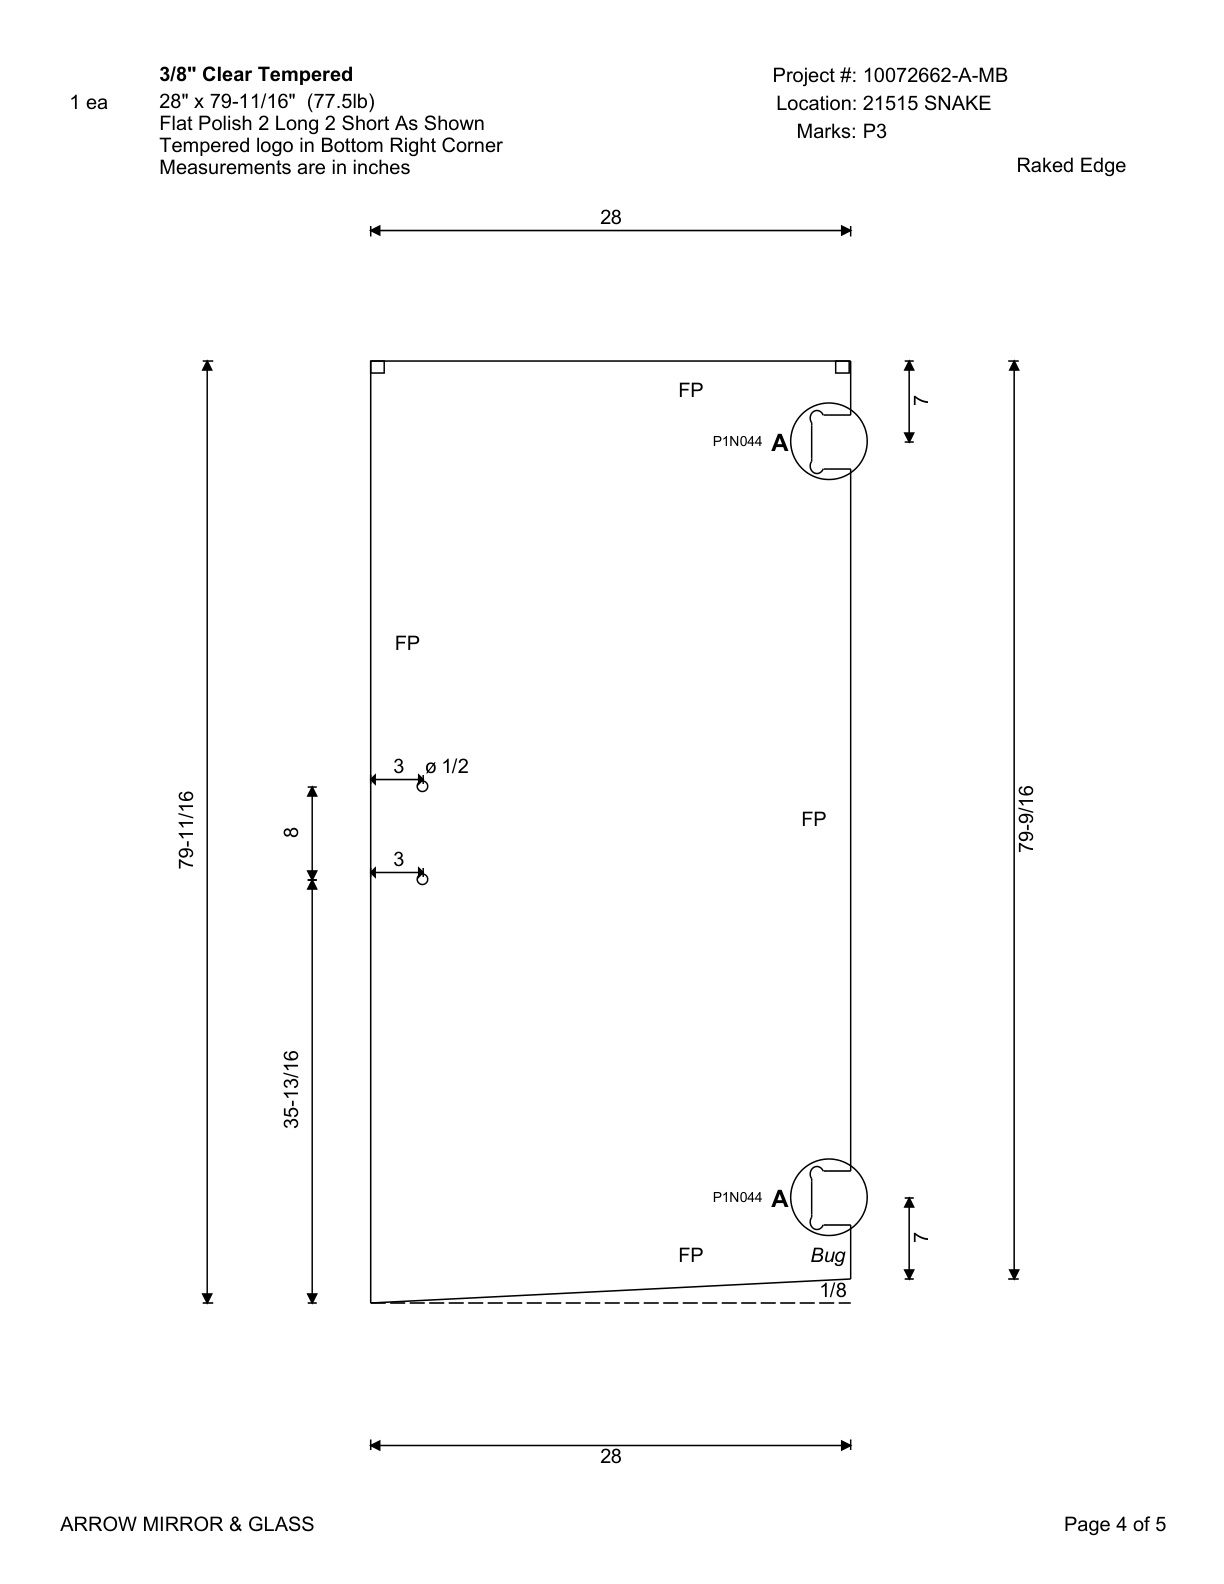 3/8" Clear Tempered
1 ea
28" x 79-11/16" (77.5lb)
Flat Polish 2 Long 2 Short As Shown
Tempered logo in Bottom Right Corner
Measurements are in inches
Project #: 10072662-A-MB
Location: 21515 SNAKE
Marks: P3
Raked Edge
28
FP
7
P1N044 A
FP
3 ø 1/2
79-11/16
8
FP
79-9/16
3
35-13/16
P1N044 A
7
FP
Bug
1/8
28
ARROW MIRROR & GLASS
Page 4 of 5